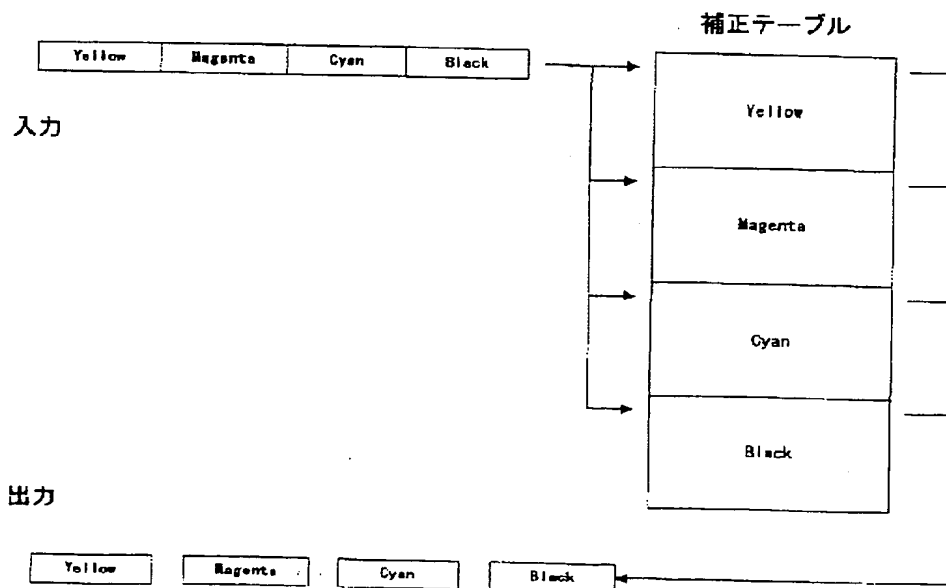 補正テーブル
Yellow Magenta Cyan Black
入力
Yellow
Magenta
Cyan
Black
出力
Yellow Magenta Cyan Black